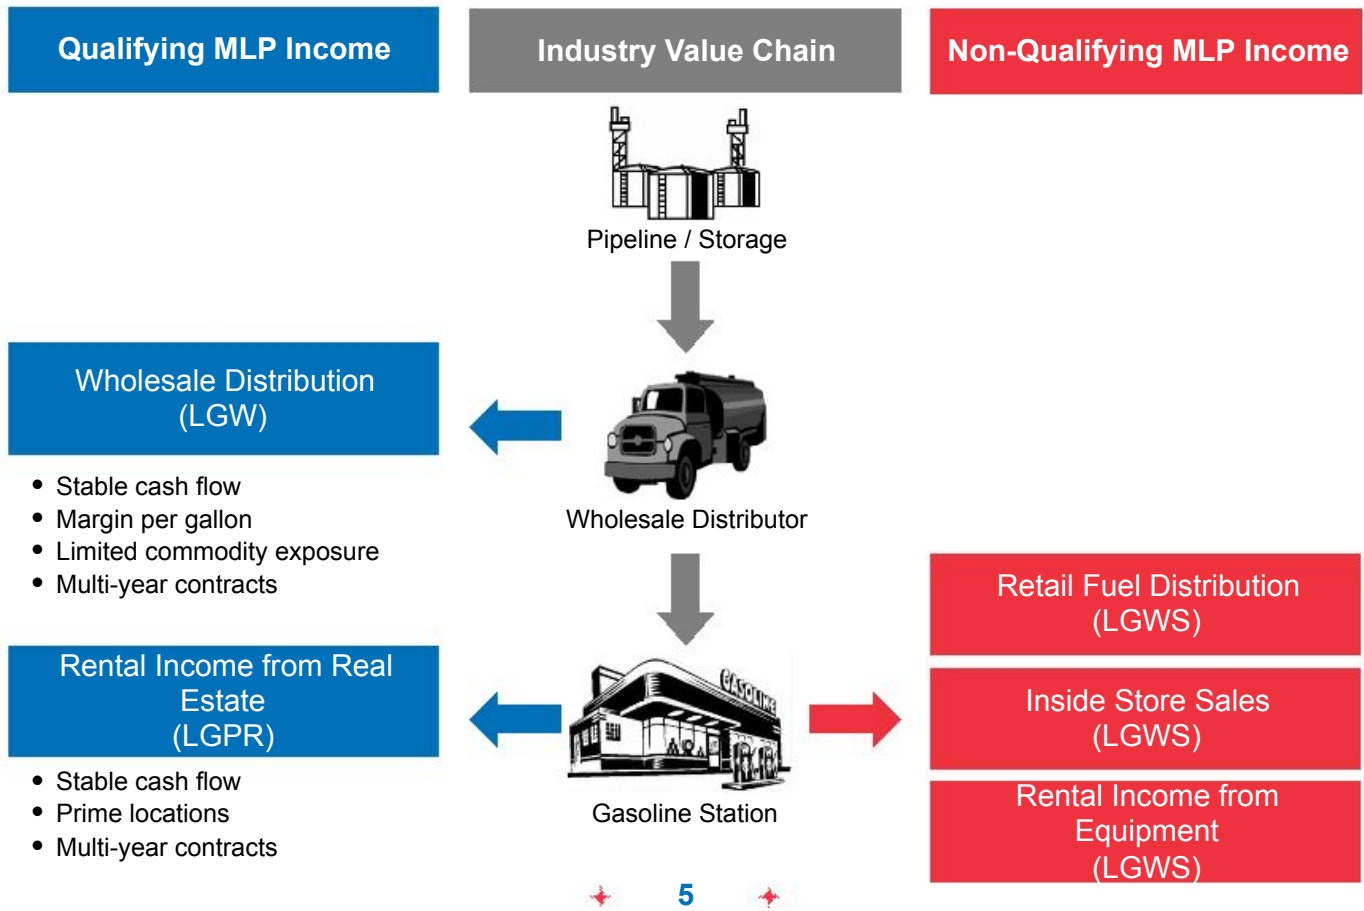 Qualifying MLP Income
Industry Value Chain
Non-Qualifying MLP Income
Pipeline / Storage
Wholesale Distribution
(LGW)
• Stable cash flow
• Margin per gallon
• Limited commodity exposure
• Multi-year contracts
Wholesale Distributor
Rental Income from Real
Estate
(LGPR)
• Stable cash flow
• Prime locations
• Multi-year contracts
GASOLINE
Gasoline Station
Retail Fuel Distribution
(LGWS)
Inside Store Sales
(LGWS)
Rental Income from
Equipment
(LGWS)
5